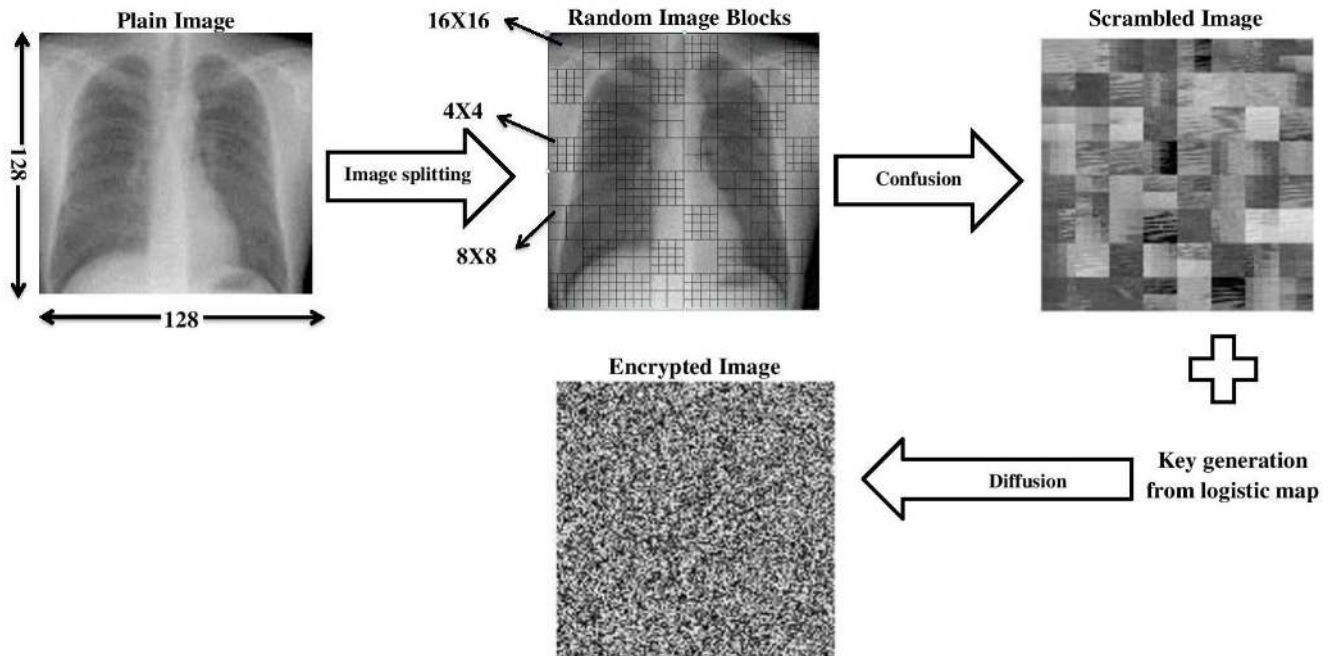 Plain Image
128
128
Image splitting
Random Image Blocks
16X16
4X4
8X8
Confusion
Scrambled Image
Key generation
from logistic map
Diffusion
Encrypted Image